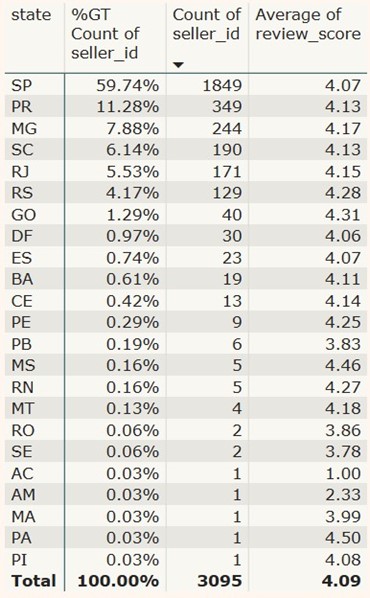 state %GT Count of seller_id Count of seller_id Average of review_score
SP 59.74% 1849 4.07
PR 11.28% 349 4.13
MG 7.88% 244 4.17
SC 6.14% 190 4.13
RJ 5.53% 171 4.15
RS 4.17% 129 4.28
GO 1.29% 40 4.31
DF 0.97% 30 4.06
ES 0.74% 23 4.07
BA 0.61% 19 4.11
CE 0.42% 13 4.14
PE 0.29% 9 4.25
PB 0.19% 6 3.83
MS 0.16% 5 4.46
RN 0.16% 5 4.27
MT 0.13% 4 4.18
RO 0.06% 2 3.86
SE 0.06% 2 3.78
AC 0.03% 1 1.00
AM 0.03% 1 2.33
MA 0.03% 1 3.99
PA 0.03% 1 4.50
PI 0.03% 1 4.08
Total 100.00% 3095 4.09